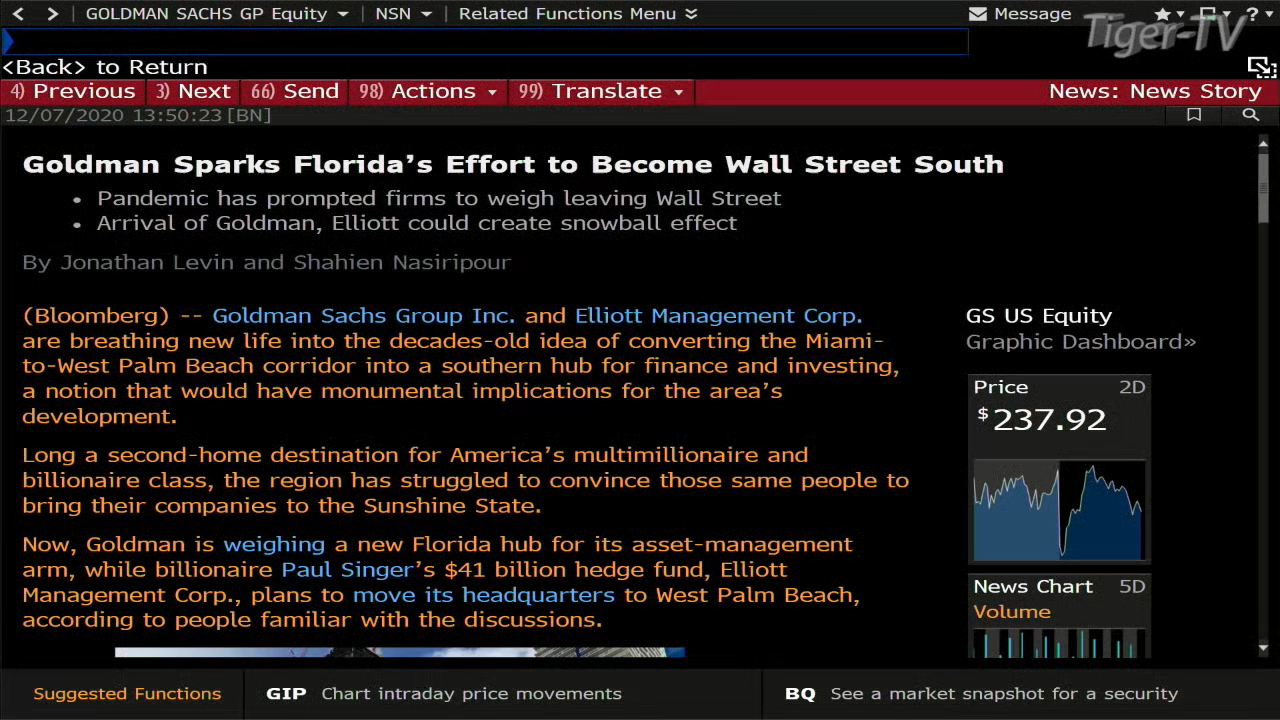 GOLDMAN SACHS GP Equity NSN Related Functions Menu Message ?
Tiger-TV
<Back> to Return
4) Previous 3) Next 66) Send 98) Actions 99) Translate News: News Story
12/07/2020 13:50:23 [BN]
Goldman Sparks Florida's Effort to Become Wall Street South
• Pandemic has prompted firms to weigh leaving Wall Street
• Arrival of Goldman, Elliott could create snowball effect
By Jonathan Levin and Shahien Nasiripour
(Bloomberg) -- Goldman Sachs Group Inc. and Elliott Management Corp.
are breathing new life into the decades-old idea of converting the Miami-
to-West Palm Beach corridor into a southern hub for finance and investing,
a notion that would have monumental implications for the area's
development.
Long a second-home destination for America's multimillionaire and
billionaire class, the region has struggled to convince those same people to
bring their companies to the Sunshine State.
Now, Goldman is weighing a new Florida hub for its asset-management
arm, while billionaire Paul Singer's $41 billion hedge fund, Elliott
Management Corp., plans to move its headquarters to West Palm Beach,
according to people familiar with the discussions.
GS US Equity
Graphic Dashboard»
Price 2D
$237.92
News Chart 5D
Volume
Suggested Functions GIP Chart intraday price movements BQ See a market snapshot for a security